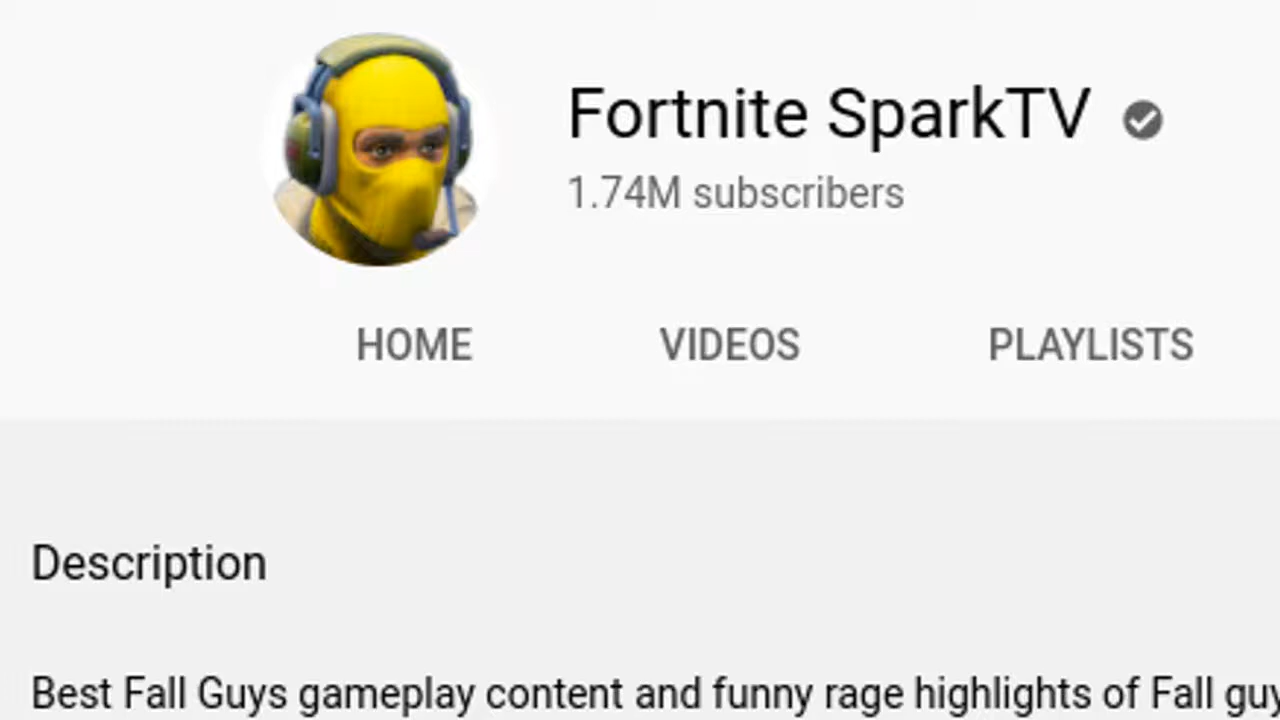 Fortnite SparkTV
1.74M subscribers
HOME VIDEOS PLAYLISTS
Description
Best Fall Guys gameplay content and funny rage highlights of Fall guy